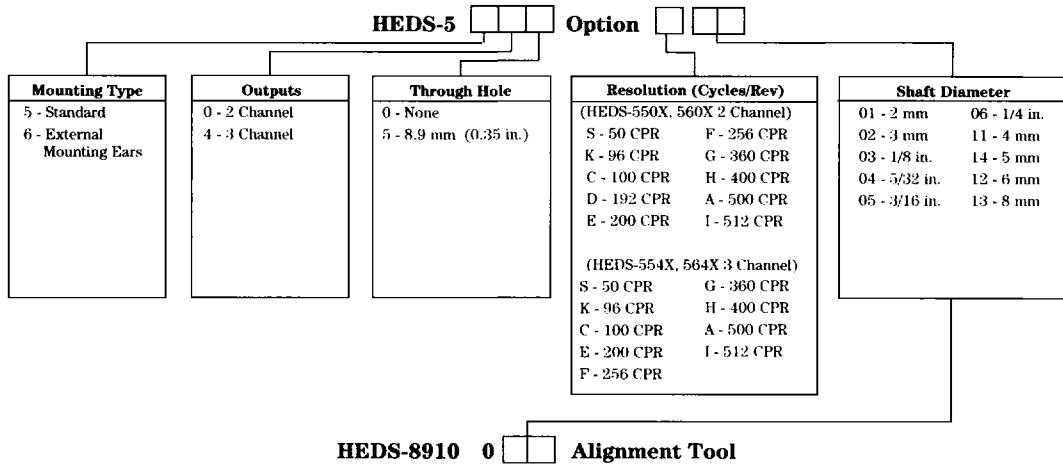 HEDS-5 Option
Mounting Type
5 - Standard
6 - External
Mounting Ears
Outputs
0 - 2 Channel
4 - 3 Channel
Through Hole
0 - None
5 - 8.9 mm (0.35 in.)
Resolution (Cycles/Rev)
(HEDS-550X, 560X 2 Channel)
S - 50 CPR F - 256 CPR
K - 96 CPR G - 360 CPR
C - 100 CPR H - 400 CPR
D - 192 CPR A - 500 CPR
E - 200 CPR I - 512 CPR
(HEDS-554X, 564X 3 Channel)
S - 50 CPR G - 360 CPR
K - 96 CPR H - 400 CPR
C - 100 CPR A - 500 CPR
E - 200 CPR I - 512 CPR
F - 256 CPR
Shaft Diameter
01 - 2 mm 06 - 1/4 in.
02 - 3 mm 11 - 4 mm
03 - 1/8 in. 14 - 5 mm
04 - 5/32 in. 12 - 6 mm
05 - 3/16 in. 13 - 8 mm
HEDS-8910 0 Alignment Tool